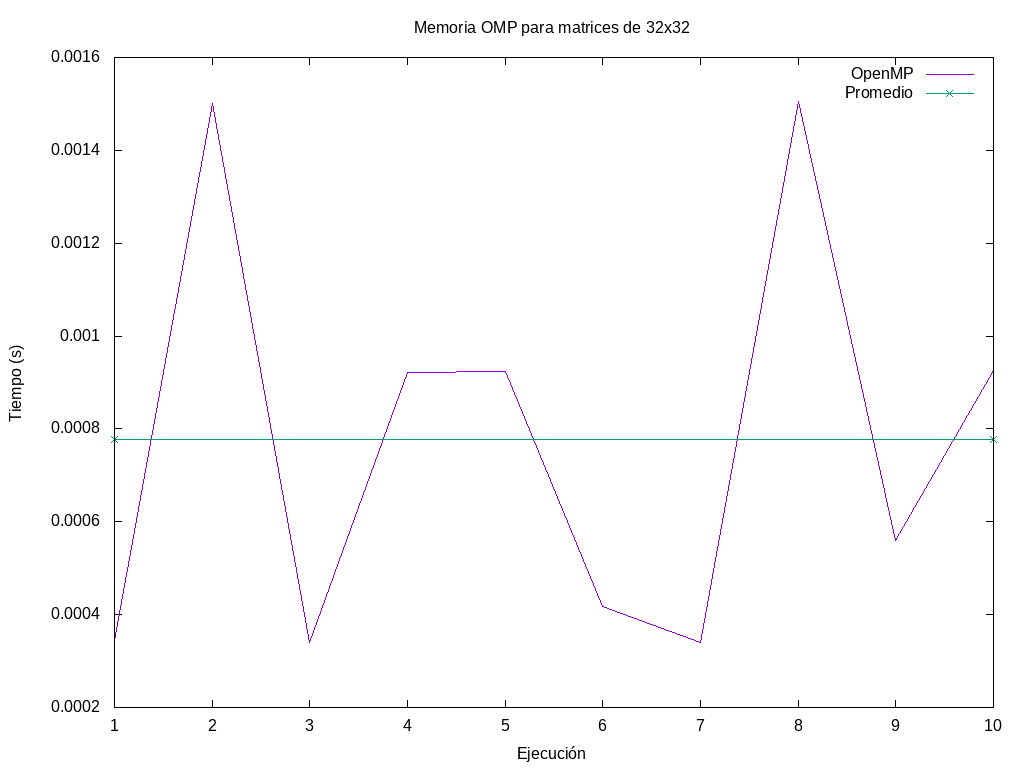 Memoria OMP para matrices de 32x32
OpenMP
Promedio
0.0016
0.0014
0.0012
0.001
0.0008
0.0006
0.0004
0.0002
Tiempo (s)
1 2 3 4 5 6 7 8 9 10
Ejecución